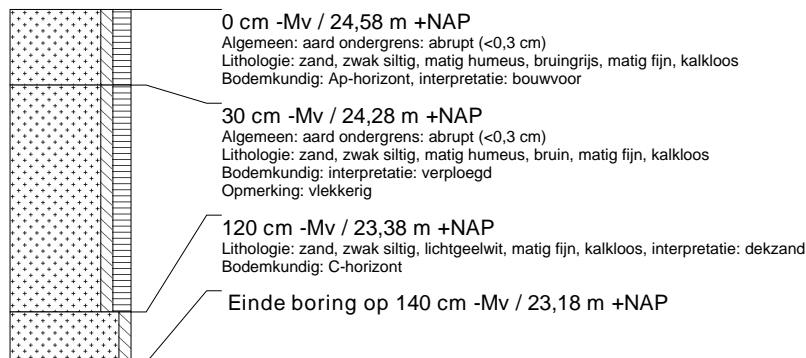 0 cm -Mv / 24,58 m +NAP
Algemeen: aard ondergrens: abrupt (<0,3 cm)
Lithologie: zand, zwak siltig, matig humeus, bruingrijs, matig fijn, kalkloos
Bodemkundig: Ap-horizont, interpretatie: bouwvoor
30 cm -Mv / 24,28 m +NAP
Algemeen: aard ondergrens: abrupt (<0,3 cm)
Lithologie: zand, zwak siltig, matig humeus, bruin, matig fijn, kalkloos
Bodemkundig: interpretatie: verploegd
Opmerking: vlekkerig
120 cm -Mv / 23,38 m +NAP
Lithologie: zand, zwak siltig, lichtgeelwit, matig fijn, kalkloos, interpretatie: dekzand
Bodemkundig: C-horizont
Einde boring op 140 cm -Mv / 23,18 m +NAP